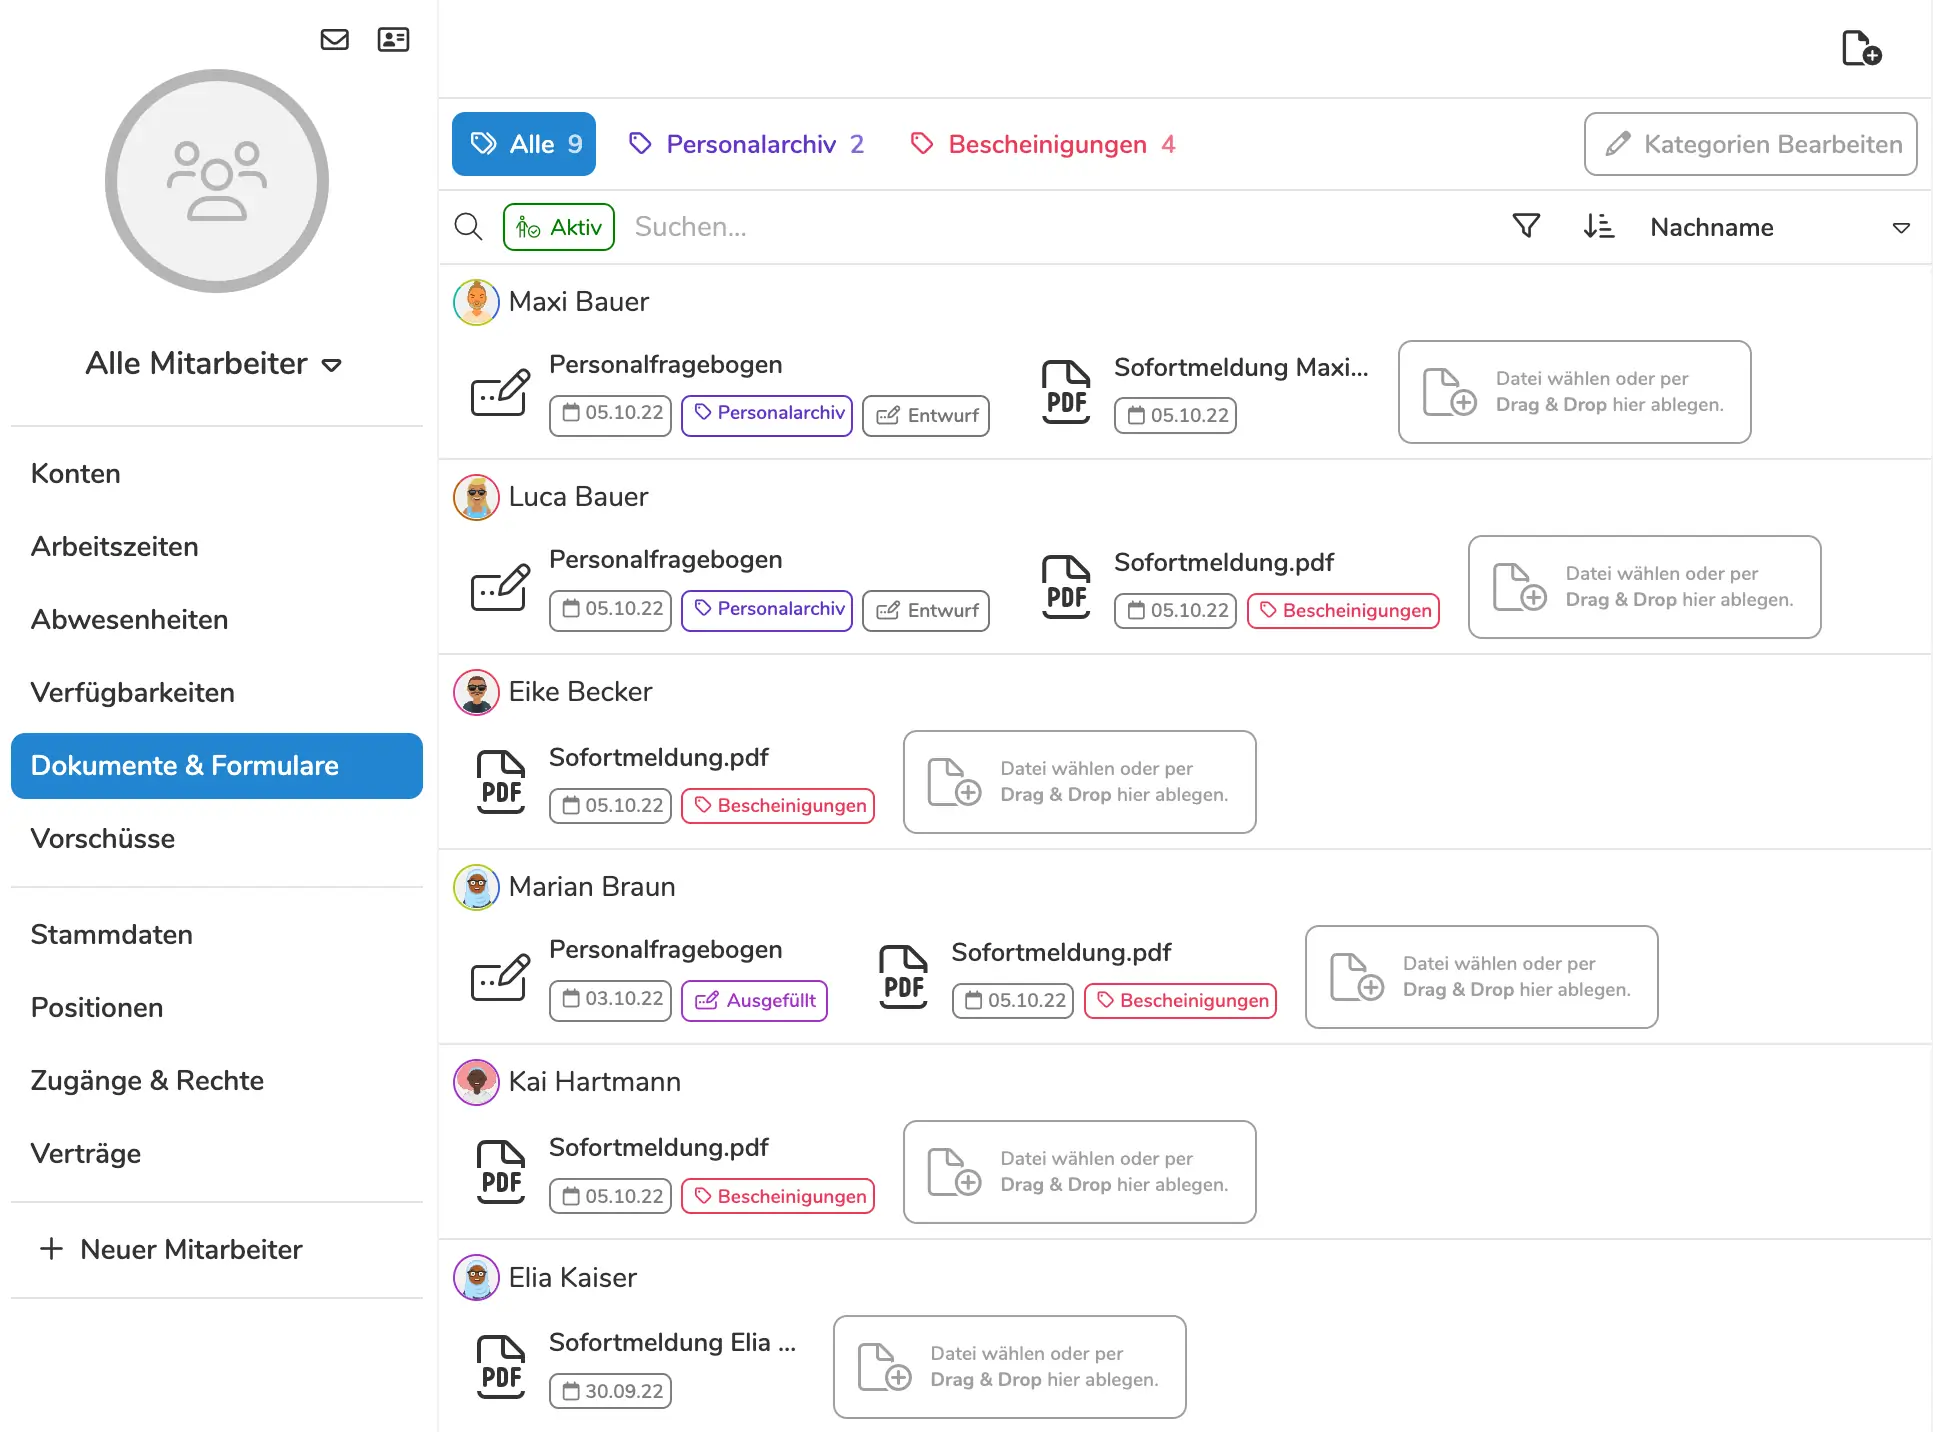 Alle Mitarbeiter
Konten
Arbeitszeiten
Abwesenheiten
Verfügbarkeiten
Dokumente & Formulare
Vorschüsse
Stammdaten
Positionen
Zugänge & Rechte
Verträge
Neuer Mitarbeiter
Alle 9 Personalarchiv 2 Bescheinigungen 4 Kategorien Bearbeiten
Aktiv Suchen... Nachname
Maxi Bauer
Personalfragebogen
05.10.22 Personalarchiv Entwurf
PDF
Sofortmeldung Maxi...
05.10.22
Datei wählen oder per
Drag & Drop hier ablegen.
Luca Bauer
Personalfragebogen
05.10.22 Personalarchiv Entwurf
PDF
Sofortmeldung.pdf
05.10.22 Bescheinigungen
Datei wählen oder per
Drag & Drop hier ablegen.
Eike Becker
PDF
Sofortmeldung.pdf
05.10.22 Bescheinigungen
Datei wählen oder per
Drag & Drop hier ablegen.
Marian Braun
Personalfragebogen
03.10.22 Ausgefüllt
PDF
Sofortmeldung.pdf
05.10.22 Bescheinigungen
Datei wählen oder per
Drag & Drop hier ablegen.
Kai Hartmann
PDF
Sofortmeldung.pdf
05.10.22 Bescheinigungen
Datei wählen oder per
Drag & Drop hier ablegen.
Elia Kaiser
PDF
Sofortmeldung Elia ...
30.09.22
Datei wählen oder per
Drag & Drop hier ablegen.